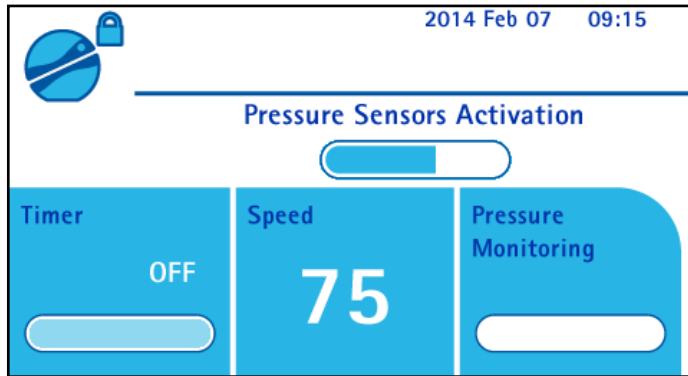 2014 Feb 07 09:15
Pressure Sensors Activation
Timer
OFF
Speed
75
Pressure
Monitoring